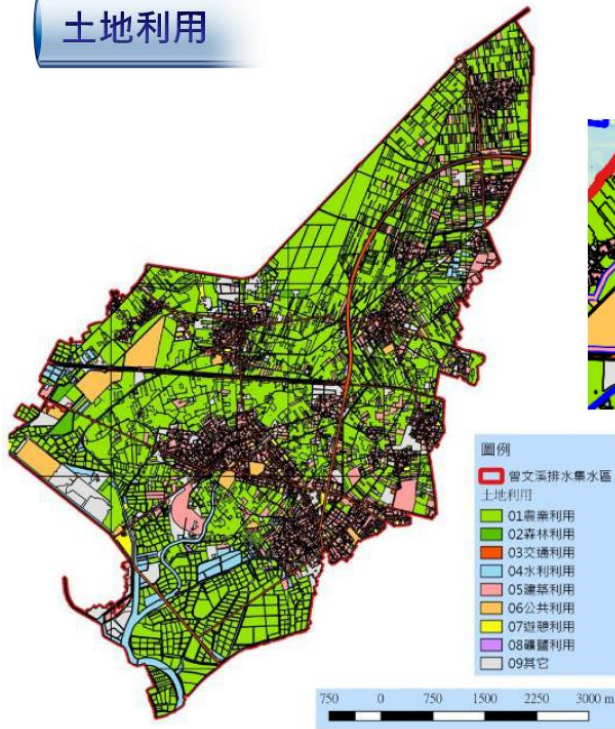 土地利用
圖例
曾文溪排水集水區
土地利用
01農業利用
02森林利用
03交通利用
04水利利用
05建築利用
06公共利用
07遊憩利用
08礦鹽利用
09其它
750 0 750 1500 2250 3000 m